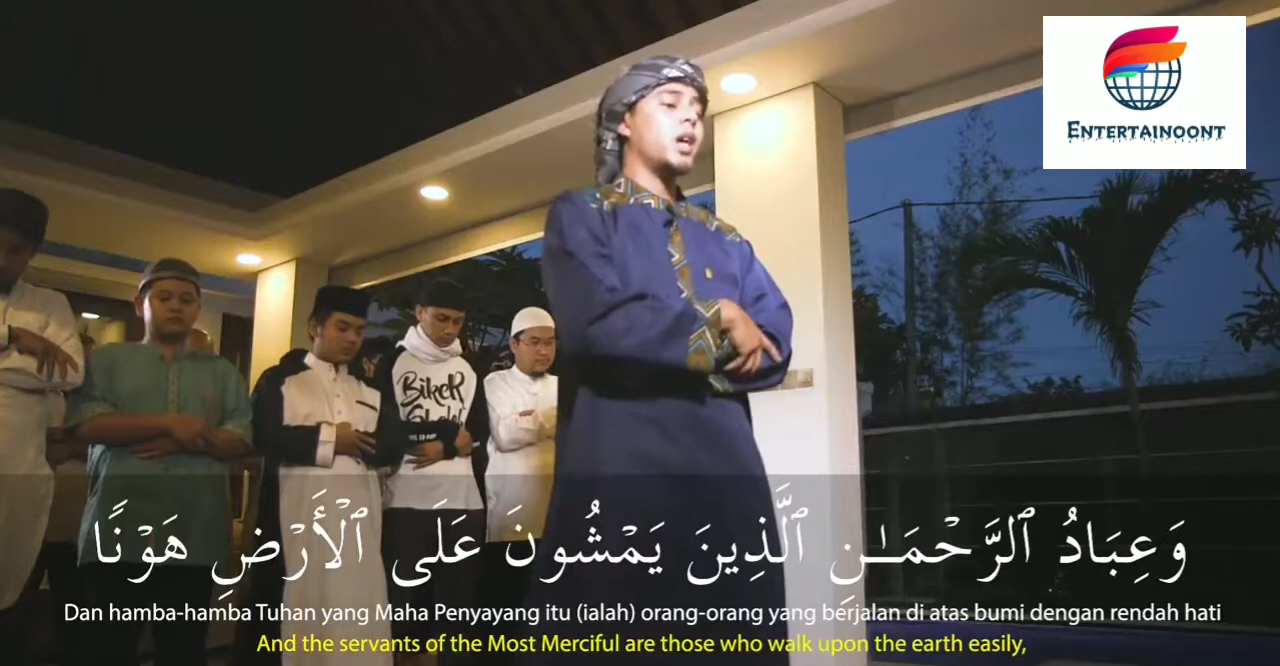 ENTERTAINOONT
BikeR
وَعِبَادُ ٱلرَّحْمَـٰنِ ٱلَّذِينَ يَمْشُونَ عَلَى ٱلْأَرْضِ هَوْنًا
Dan hamba-hamba Tuhan yang Maha Penyayang itu (ialah) orang-orang yang berjalan di atas bumi dengan rendah hati
And the servants of the Most Merciful are those who walk upon the earth easily,